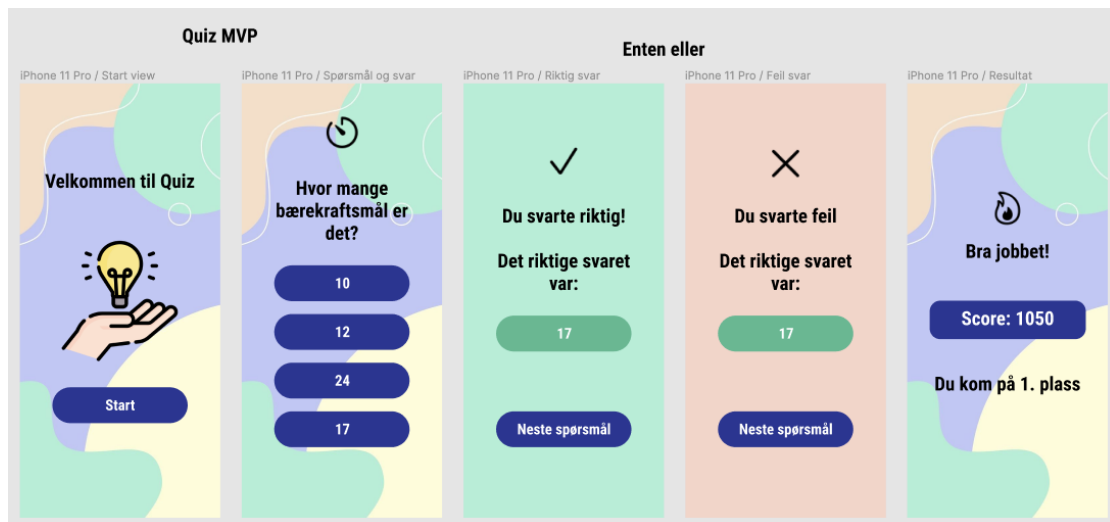 Quiz MVP
Enten eller
iPhone 11 Pro / Start view
Velkommen til Quiz
Start
iPhone 11 Pro / Spørsmål og svar
Hvor mange
bærekraftsmål er
det?
10
12
24
17
iPhone 11 Pro / Riktig svar
Du svarte riktig!
Det riktige svaret
var:
17
Neste spørsmål
iPhone 11 Pro / Feil svar
Du svarte feil
Det riktige svaret
var:
17
Neste spørsmål
iPhone 11 Pro / Resultat
Bra jobbet!
Score: 1050
Du kom på 1. plass